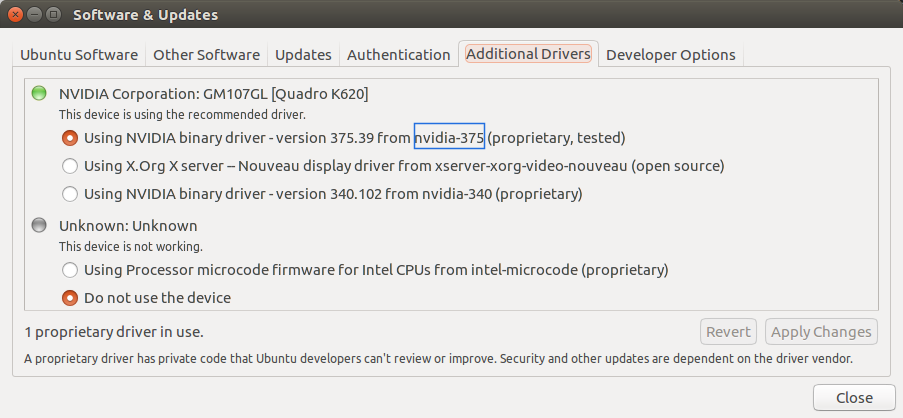 Software & Updates
Ubuntu Software Other Software Updates Authentication Additional Drivers Developer Options
NVIDIA Corporation: GM107GL [Quadro K620]
This device is using the recommended driver.
Using NVIDIA binary driver - version 375.39 from nvidia-375 (proprietary, tested)
Using X.Org X server -- Nouveau display driver from xserver-xorg-video-nouveau (open source)
Using NVIDIA binary driver - version 340.102 from nvidia-340 (proprietary)
Unknown: Unknown
This device is not working.
Using Processor microcode firmware for Intel CPUs from intel-microcode (proprietary)
Do not use the device
1 proprietary driver in use.
Revert Apply Changes
A proprietary driver has private code that Ubuntu developers can't review or improve. Security and other updates are dependent on the driver vendor.
Close